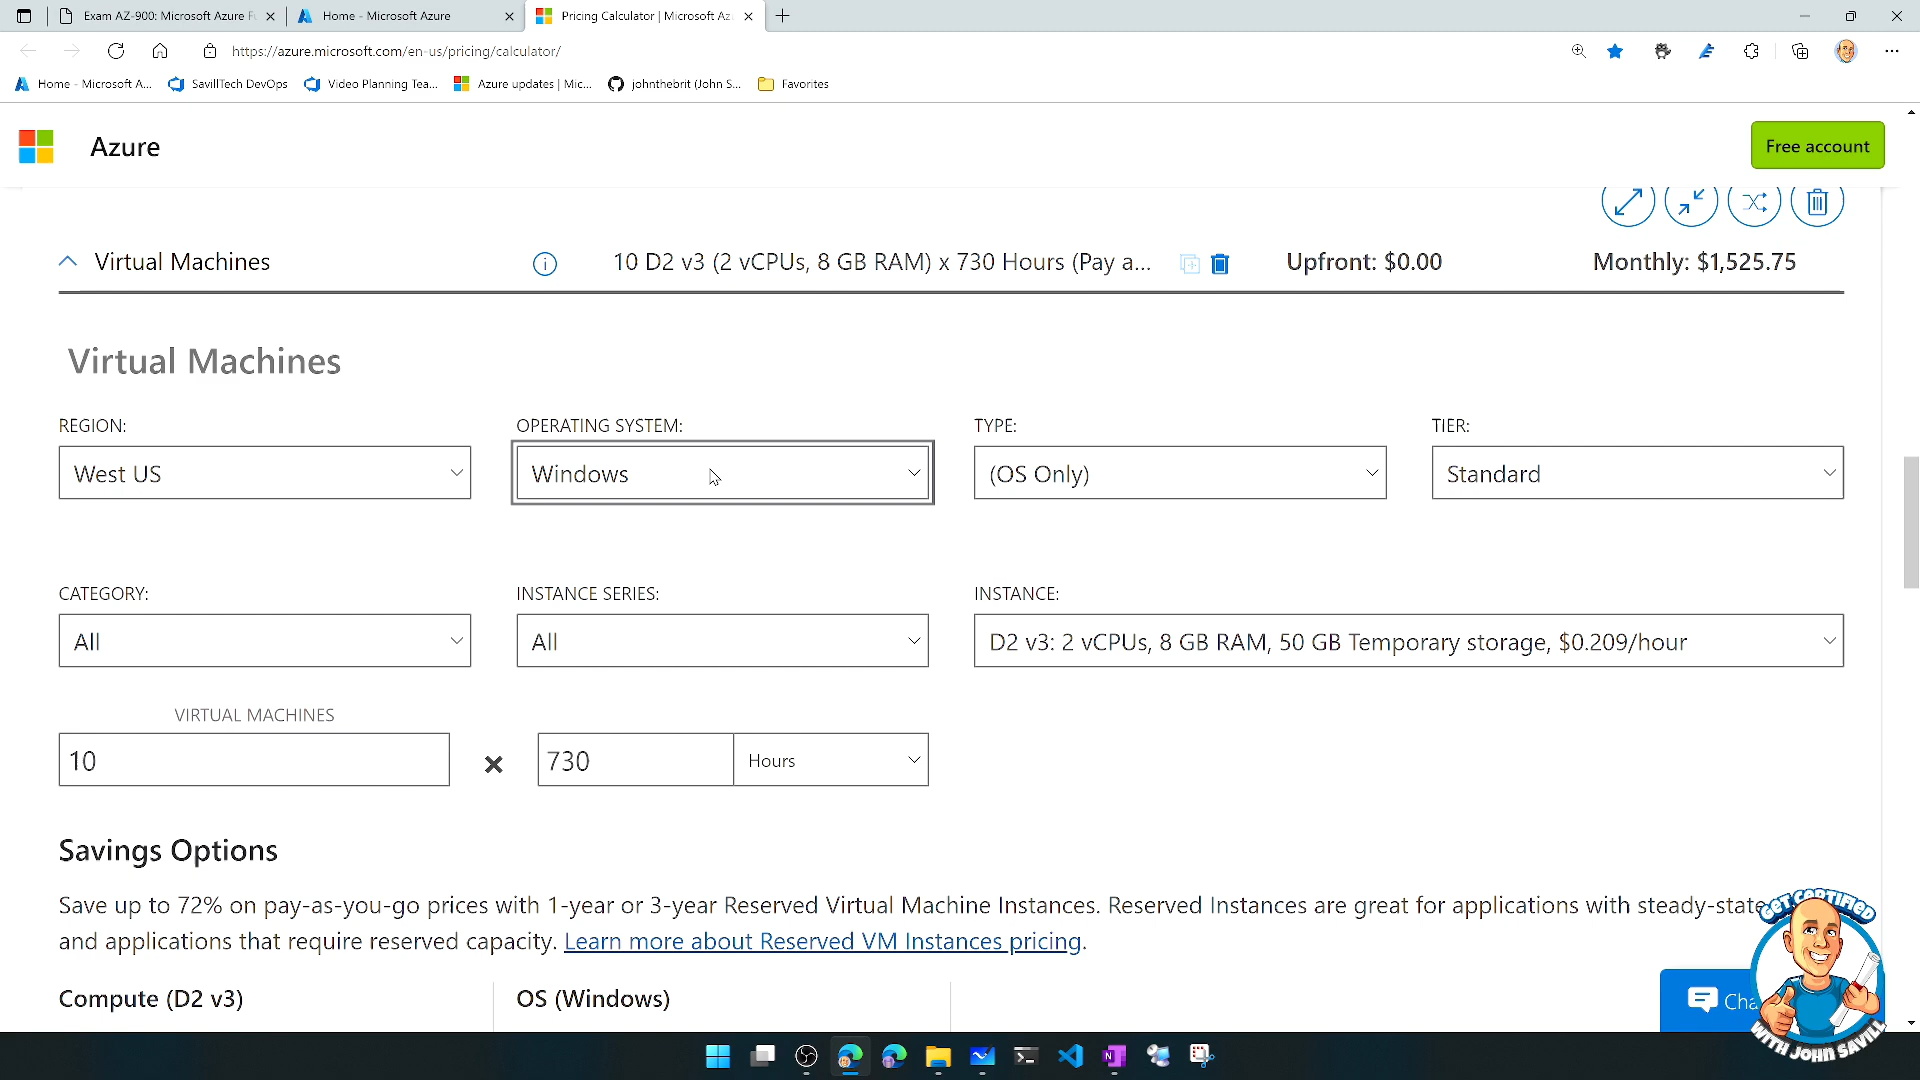 Exam AZ-900: Microsoft Azure Fu
Home - Microsoft Azure
Pricing Calculator | Microsoft Az
https://azure.microsoft.com/en-us/pricing/calculator/
Home - Microsoft A...
SavillTech DevOps
Video Planning Tea...
Azure updates | Mic...
johnthebrit (John S...
Favorites
Azure
Free account
Virtual Machines
10 D2 v3 (2 vCPUs, 8 GB RAM) x 730 Hours (Pay a...
Upfront: $0.00
Monthly: $1,525.75
Virtual Machines
REGION:
OPERATING SYSTEM:
TYPE:
TIER:
West US
Windows
(OS Only)
Standard
CATEGORY:
INSTANCE SERIES:
INSTANCE:
All
All
D2 v3: 2 vCPUs, 8 GB RAM, 50 GB Temporary storage, $0.209/hour
VIRTUAL MACHINES
10
730
Hours
Savings Options
Save up to 72% on pay-as-you-go prices with 1-year or 3-year Reserved Virtual Machine Instances. Reserved Instances are great for applications with steady-state
and applications that require reserved capacity. Learn more about Reserved VM Instances pricing.
Compute (D2 v3)
OS (Windows)
Cha
GET CERTIFIED
WITH JOHN SAVILL